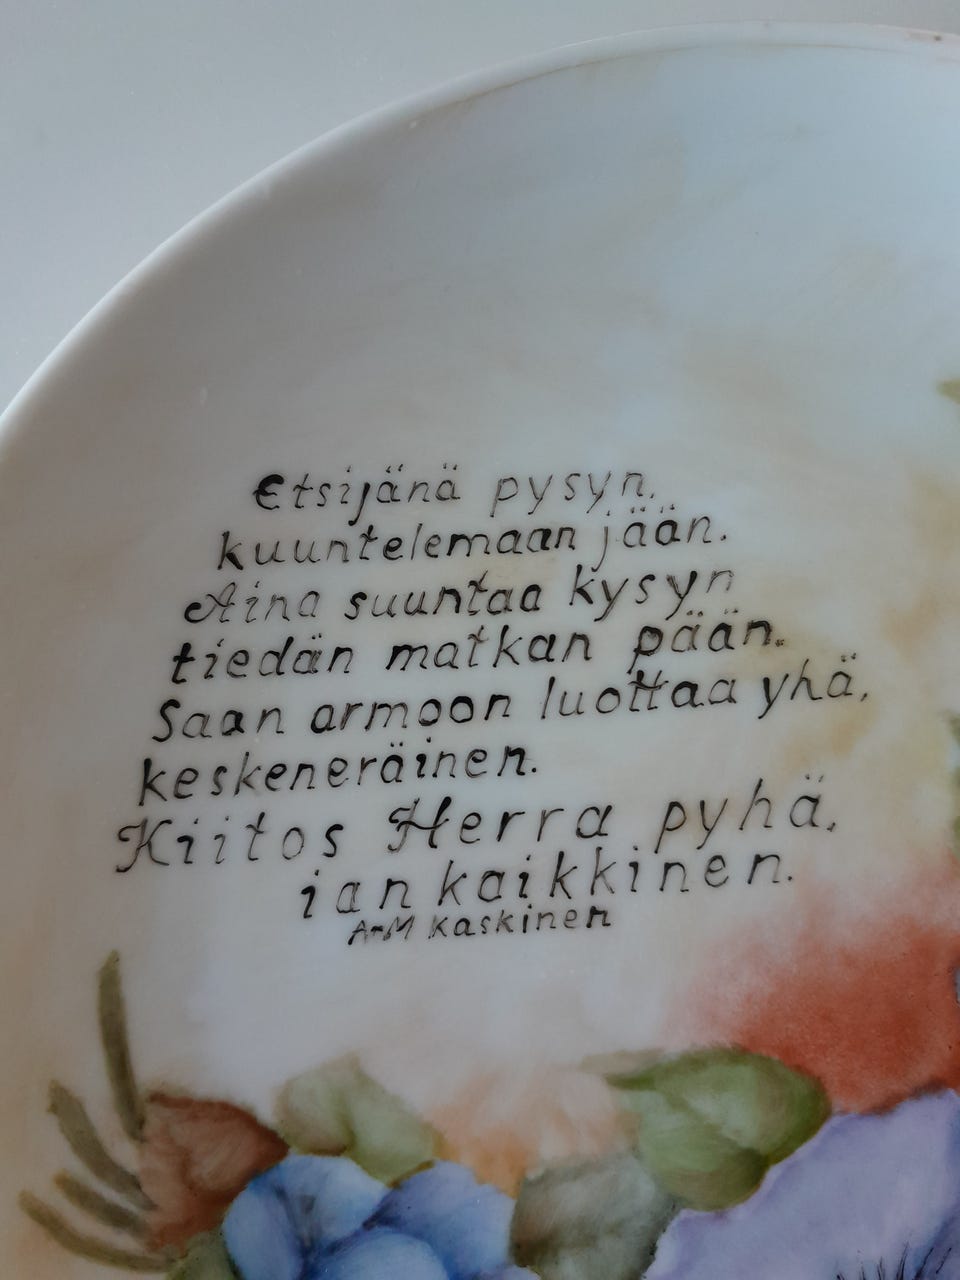 Etsijänä pysyn,
kuuntelemaan jään.
Aina suuntaa kysyn
tiedän matkan pään.
Saan armoon luottaa yhä,
keskeneräinen.
Kiitos Herra pyhä,
iankaikkinen.
A-M Kaskinen